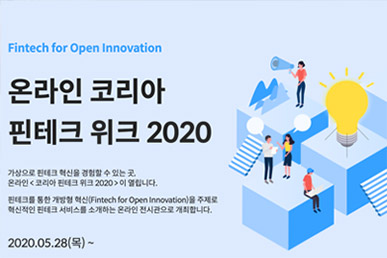 Fintech for Open Innovation
온라인 코리아
핀테크 위크 2020
가상으로 핀테크 혁신을 경험할 수 있는 곳,
온라인 < 코리아 핀테크 위크 2020 > 이 열립니다.
핀테크를 통한 개방형 혁신(Fintech for Open Innovation)을 주제로
혁신적인 핀테크 서비스를 소개하는 온라인 전시관으로 개최합니다.
2020.05.28(목) ~